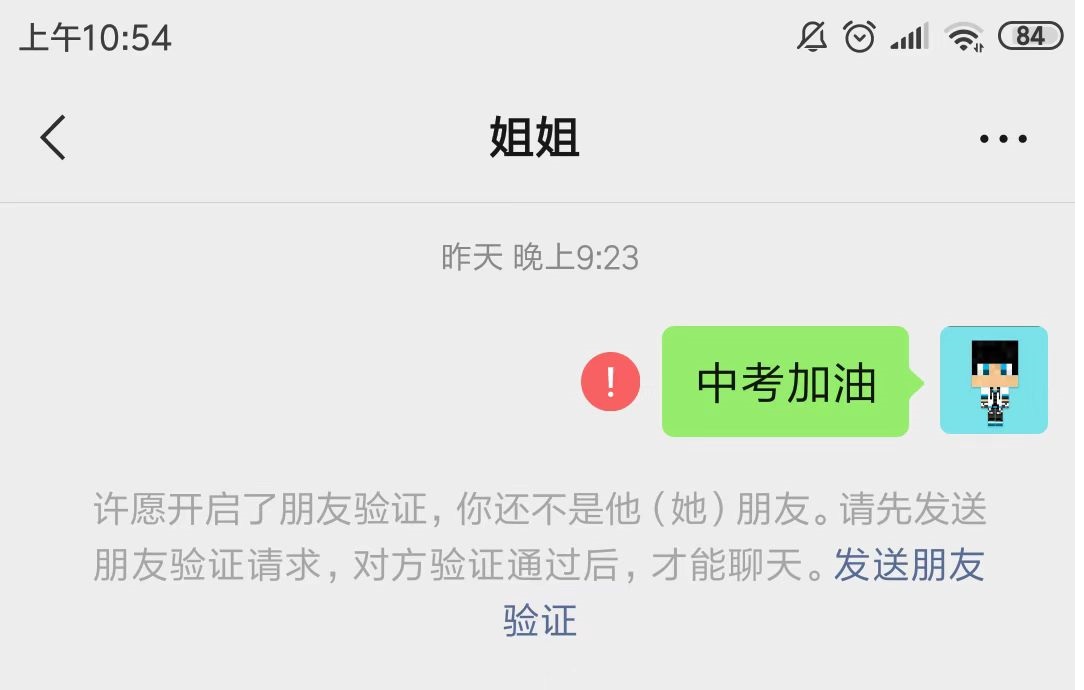 上午10:54
84
姐姐
昨天 晚上9:23
!
中考加油
许愿开启了朋友验证，你还不是他（她）朋友。请先发送
朋友验证请求，对方验证通过后，才能聊天。发送朋友
验证